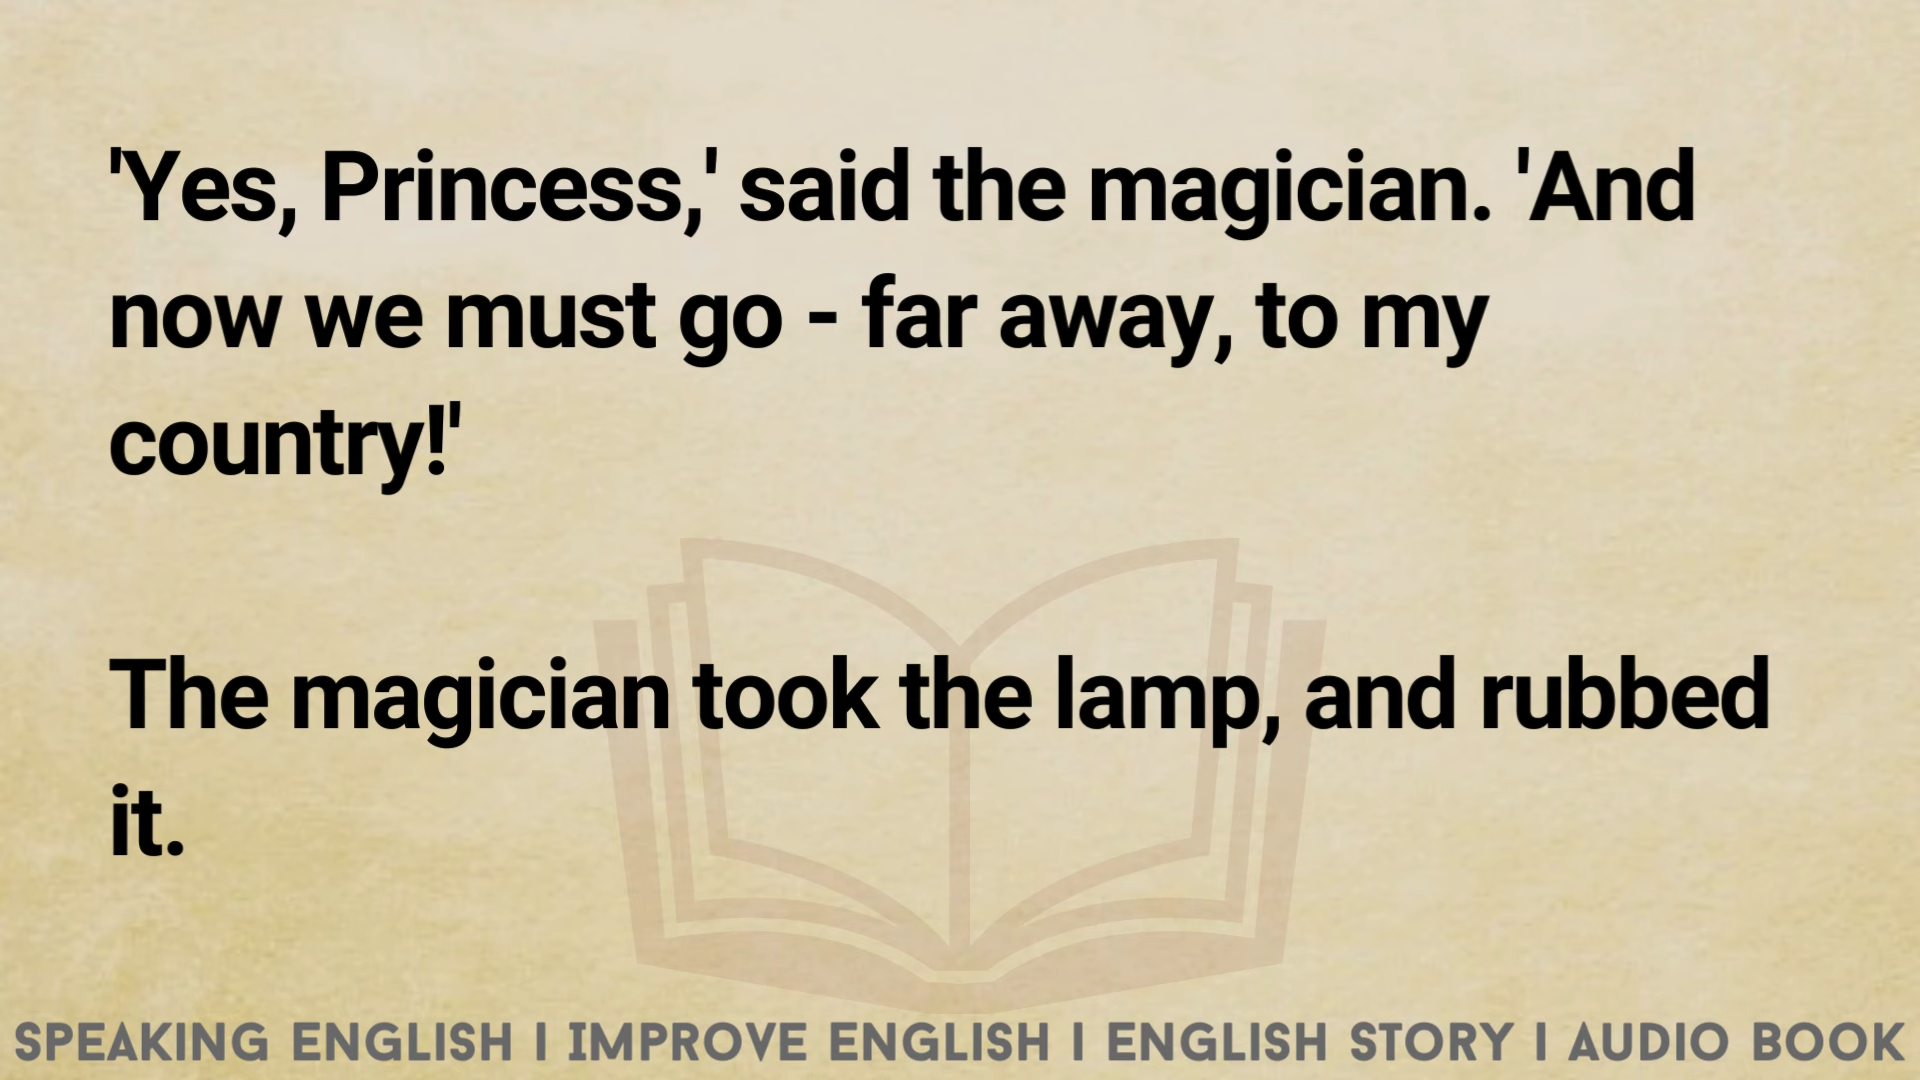 'Yes, Princess,' said the magician. 'And
now we must go - far away, to my
country!'
The magician took the lamp, and rubbed
it.
SPEAKING ENGLISH I IMPROVE ENGLISH I ENGLISH STORY I AUDIO BOOK